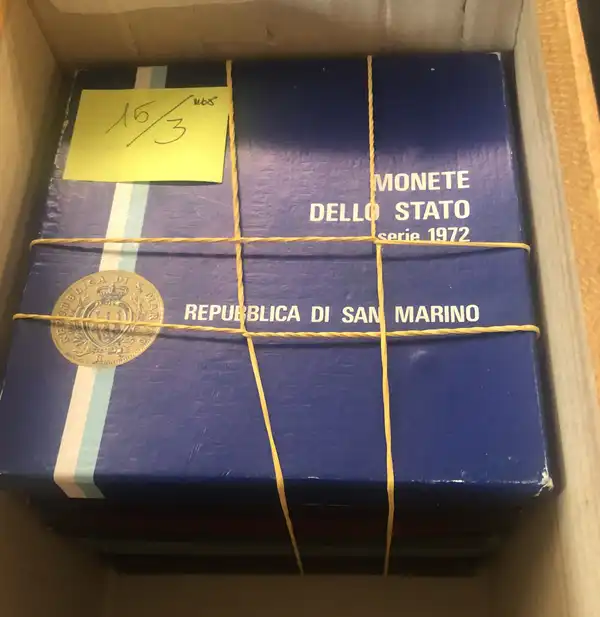 15/3
MONETE
DELLO STATO
serie 1972
REPUBBLICA DI SAN MARINO